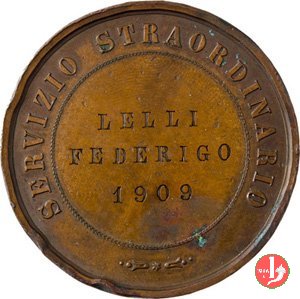 SERVIZIO STRAORDINARIO
LELLI
FEDERIGO
1909